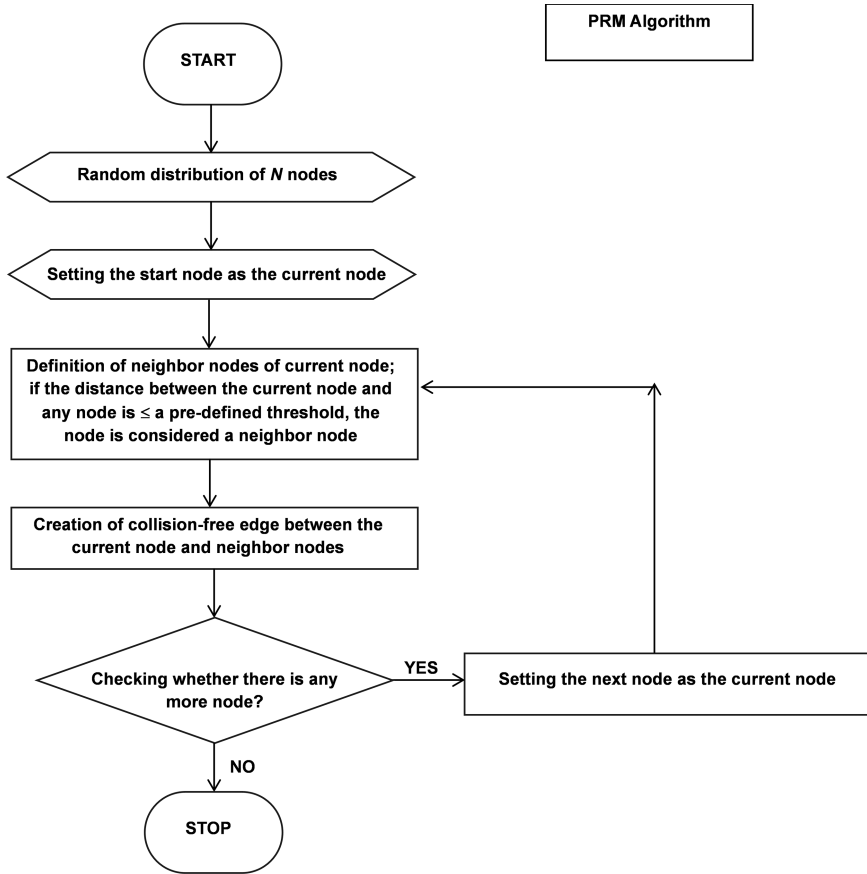 PRM Algorithm
START
Random distribution of N nodes
Setting the start node as the current node
Definition of neighbor nodes of current node;
if the distance between the current node and
any node is ≤ a pre-defined threshold, the
node is considered a neighbor node
Creation of collision-free edge between the
current node and neighbor nodes
Checking whether there is any
more node?
YES
Setting the next node as the current node
NO
STOP